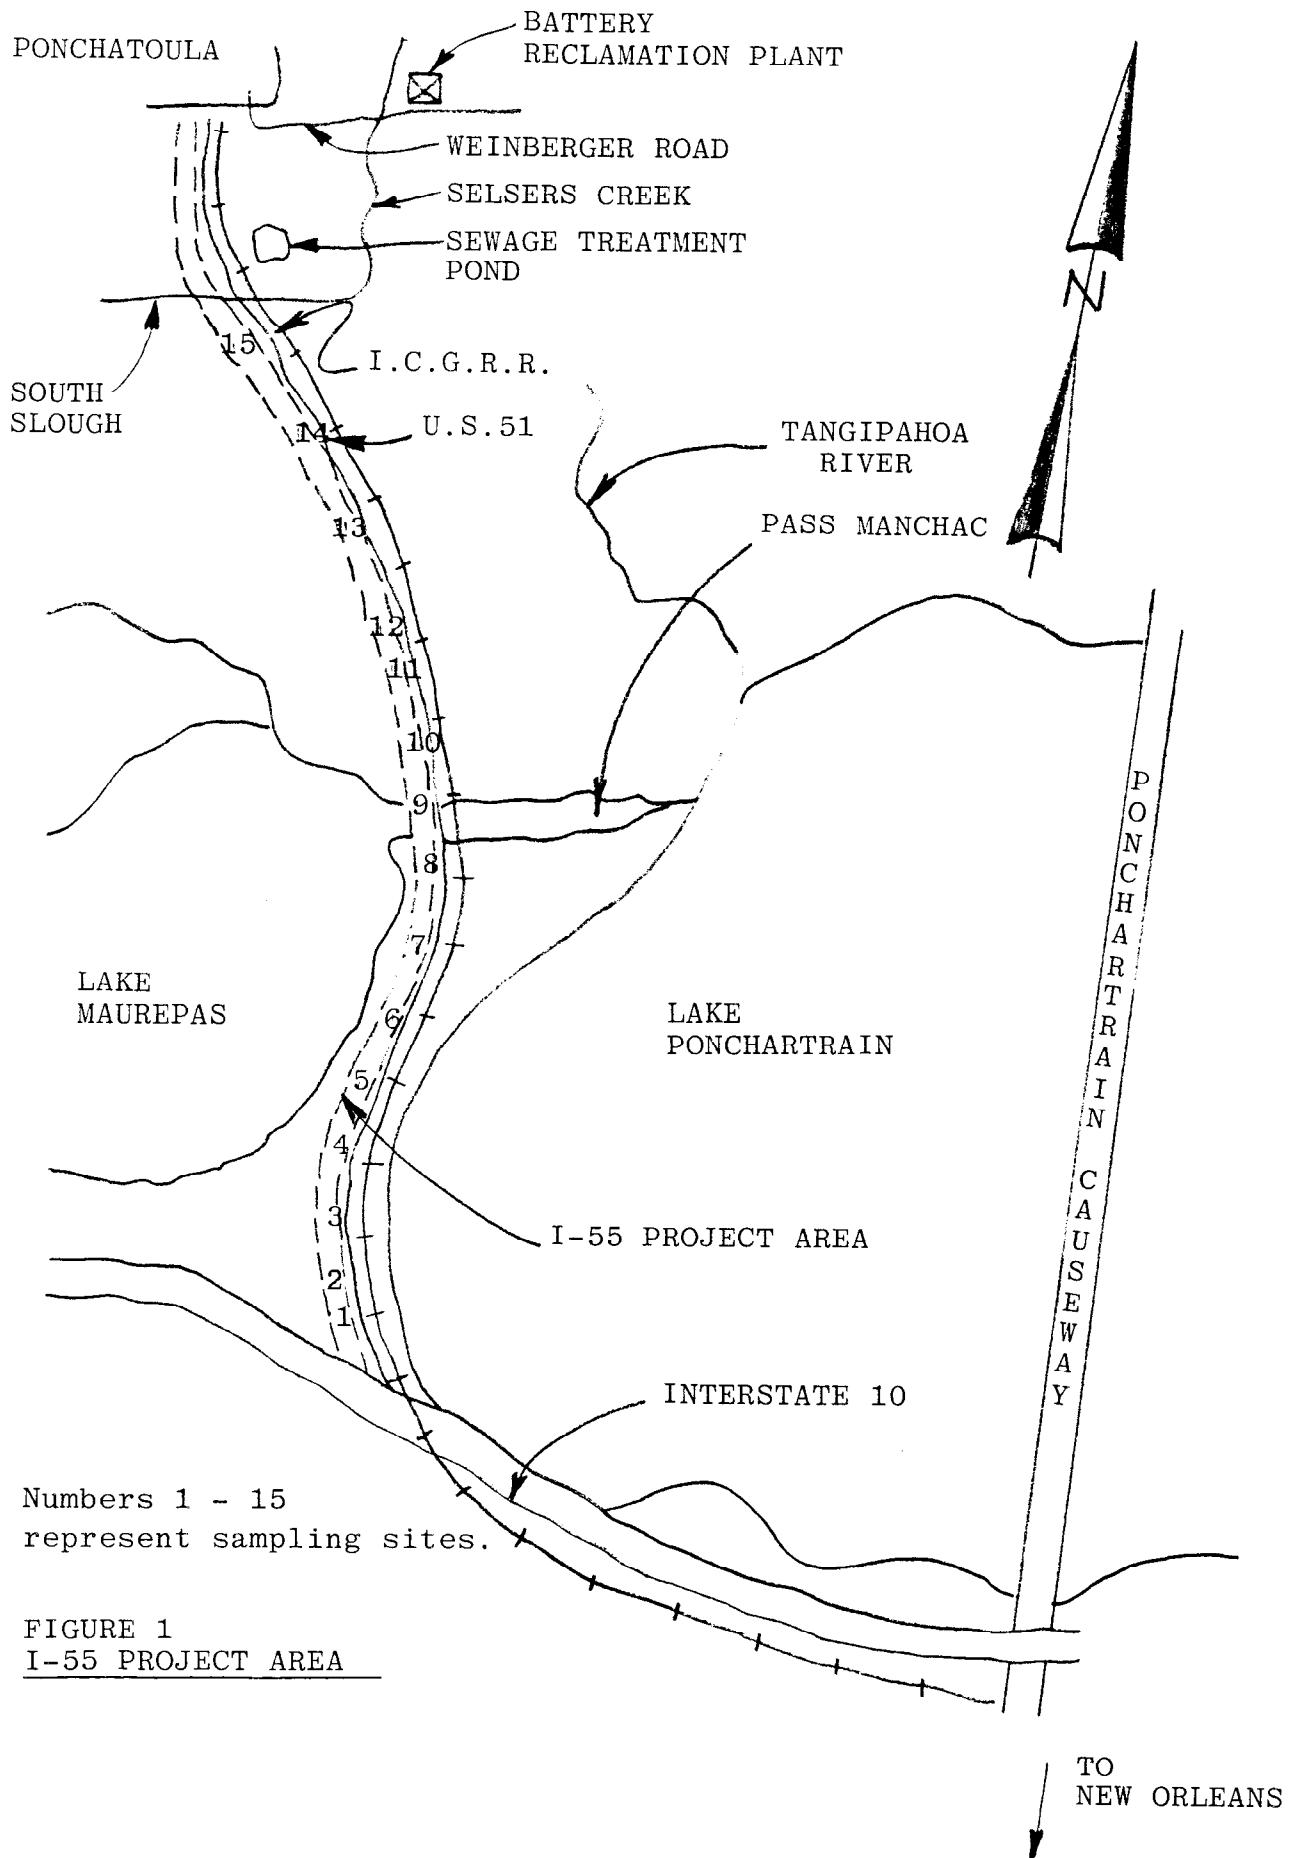 PONCHATOULA
BATTERY
RECLAMATION PLANT
WEINBERGER ROAD
SELSERS CREEK
SEWAGE TREATMENT
POND
N
15
I.C.G.R.R.
SOUTH
SLOUGH
14
U.S.51
TANGIPAHOA
RIVER
13
PASS MANCHAC
12
11
10
9
8
7
LAKE
MAUREPAS
LAKE
PONCHARTRAIN
PONCHARTRAIN CAUSEWAY
6
5
4
3
I-55 PROJECT AREA
2
1
INTERSTATE 10
Numbers 1 - 15
represent sampling sites.
FIGURE 1
I-55 PROJECT AREA
TO
NEW ORLEANS